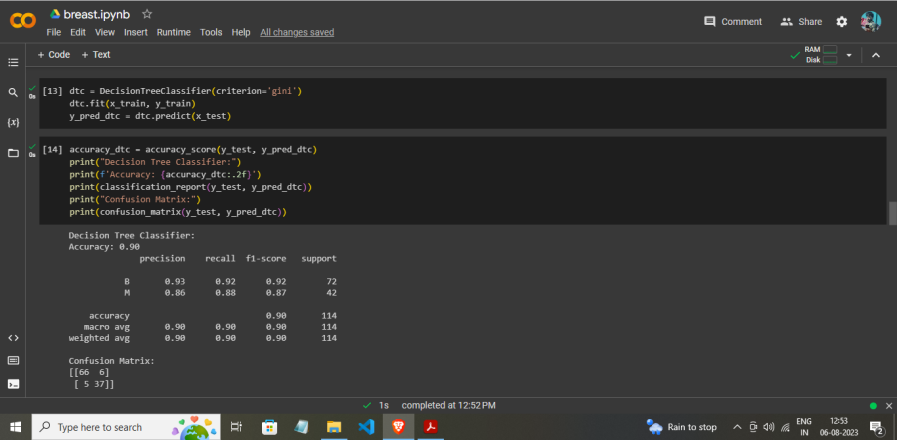 breast.ipynb
File Edit View Insert Runtime Tools Help All changes saved
Comment Share
+ Code + Text
RAM
Disk
[13] dtc = DecisionTreeClassifier(criterion='gini')
dtc.fit(x_train, y_train)
y_pred_dtc = dtc.predict(x_test)
0s
[14] accuracy_dtc = accuracy_score(y_test, y_pred_dtc)
print("Decision Tree Classifier:")
print(f'Accuracy: {accuracy_dtc:.2f}')
print(classification_report(y_test, y_pred_dtc))
print("Confusion Matrix:")
print(confusion_matrix(y_test, y_pred_dtc))
0s
Decision Tree Classifier:
Accuracy: 0.90
precision recall f1-score support
B 0.93 0.92 0.92 72
M 0.86 0.88 0.87 42
accuracy 0.90 114
macro avg 0.90 0.90 0.90 114
weighted avg 0.90 0.90 0.90 114
Confusion Matrix:
[[66 6]
[ 5 37]]
1s completed at 12:52 PM
Type here to search
Rain to stop
ENG
IN
12:53
06-08-2023
2